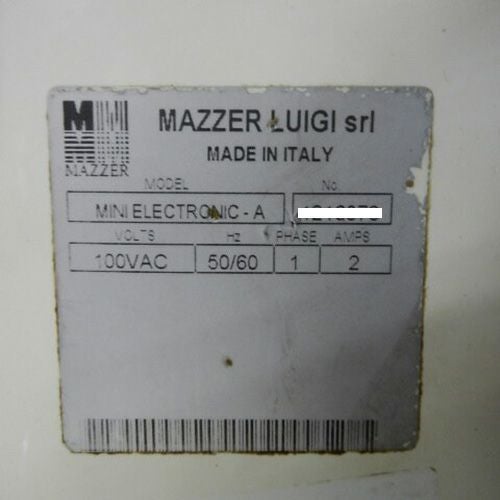 MAZZER LUIGI srl
MADE IN ITALY
MAZZER
MODEL No.
MINI ELECTRONIC - A
VOLTS Hz PHASE AMPS
100VAC 50/60 1 2